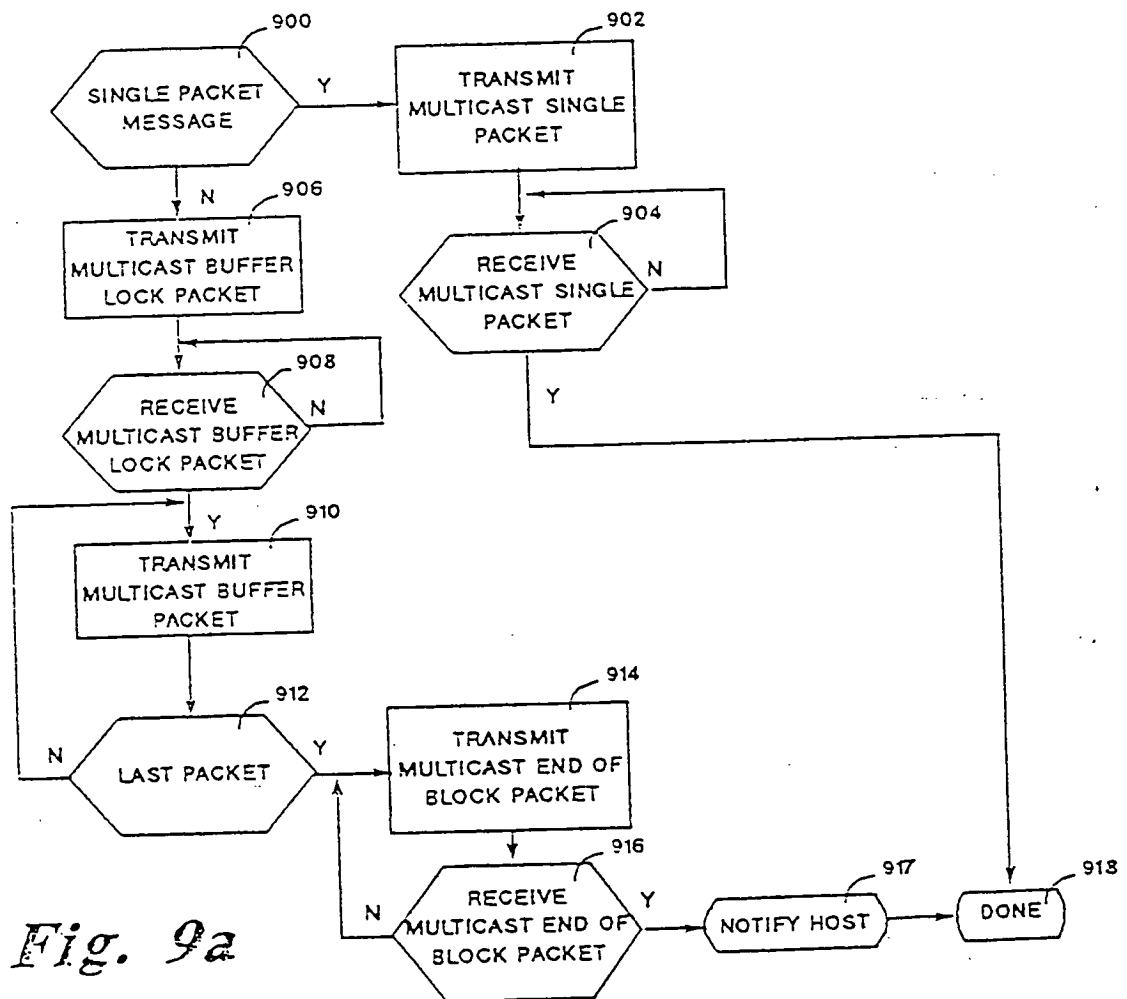 900
SINGLE PACKET
MESSAGE
Y
N
902
TRANSMIT
MULTICAST SINGLE
PACKET
904
RECEIVE
MULTICAST SINGLE
PACKET
N
Y
906
TRANSMIT
MULTICAST BUFFER
LOCK PACKET
908
RECEIVE
MULTICAST BUFFER
LOCK PACKET
N
Y
910
TRANSMIT
MULTICAST BUFFER
PACKET
912
LAST PACKET
N
Y
914
TRANSMIT
MULTICAST END OF
BLOCK PACKET
916
RECEIVE
MULTICAST END OF
BLOCK PACKET
N
Y
917
NOTIFY HOST
918
DONE
Fig. 9a